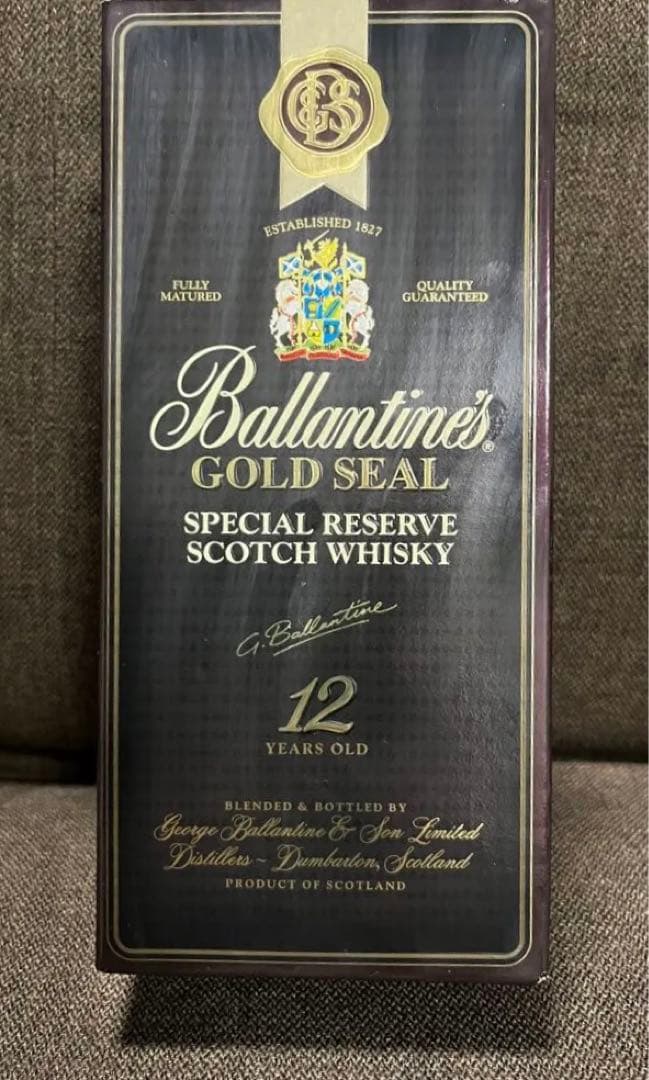 GBS
ESTABLISHED 1827
FULLY
MATURED
QUALITY
GUARANTEED
Ballantine's®
GOLD SEAL
SPECIAL RESERVE
SCOTCH WHISKY
G. Ballantine
12
YEARS OLD
BLENDED & BOTTLED BY
George Ballantine & Son Limited
Distillers ~ Dumbarton, Scotland
PRODUCT OF SCOTLAND